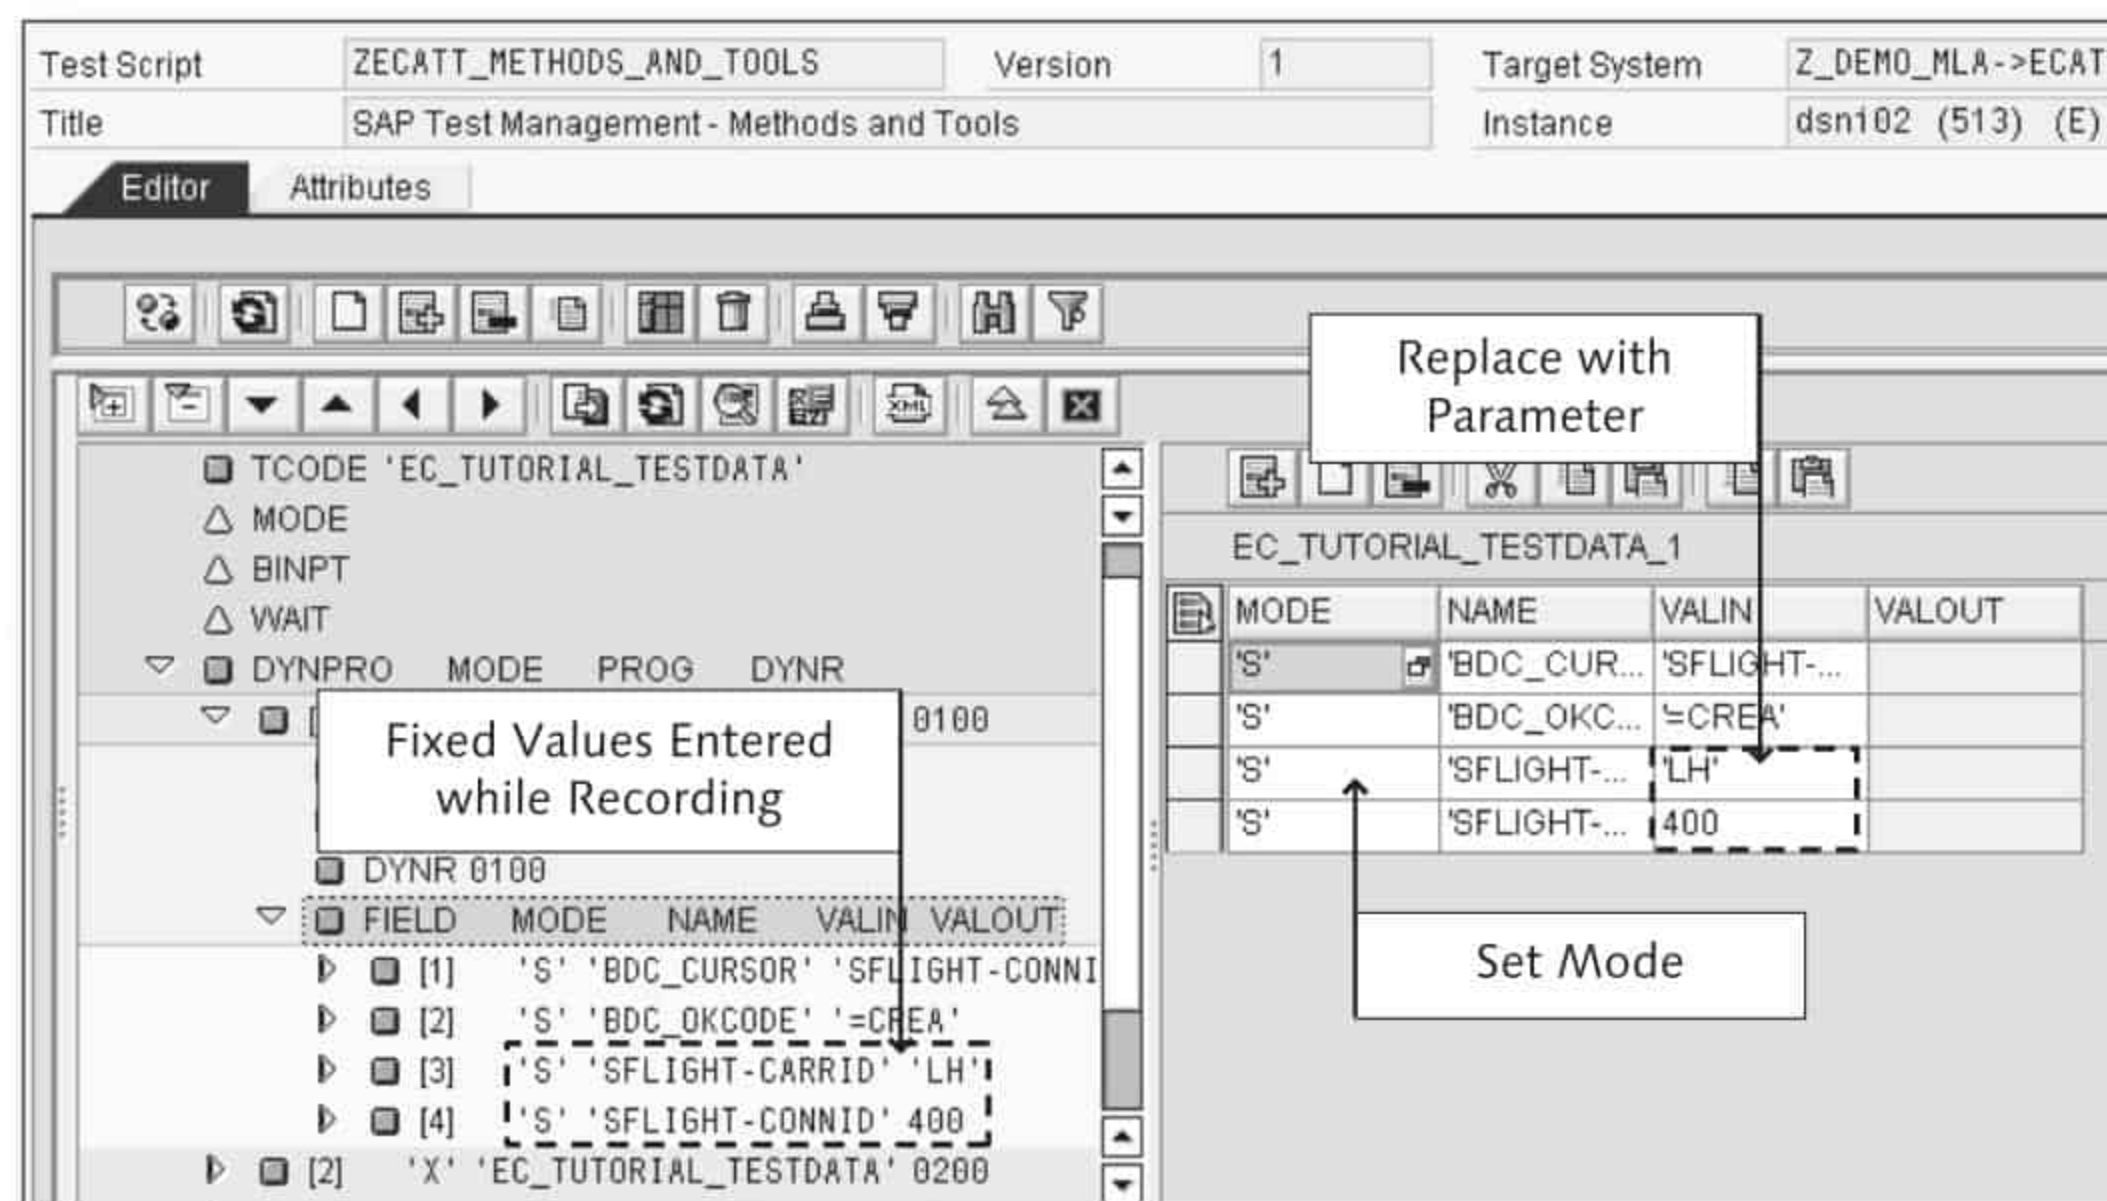 Test Script ZECATT_METHODS_AND_TOOLS Version 1 Target System Z_DEMO_MLA->ECAT
Title SAP Test Management - Methods and Tools Instance dsni02 (513) (E)
Editor Attributes
Replace with
Parameter
XML
TCODE 'EC_TUTORIAL_TESTDATA'
MODE
BINPT
WAIT
DYNPRO MODE PROG DYNR
[ 0100
Fixed Values Entered
while Recording
DYNR 0100
FIELD MODE NAME VALIN VALOUT
[1] 'S' 'BDC_CURSOR' 'SFLIGHT-CONNI
[2] 'S' 'BDC_OKCODE' '=CREA'
[3] 'S' 'SFLIGHT-CARRID' 'LH'
[4] 'S' 'SFLIGHT-CONNID' 400
[2] 'X' 'EC_TUTORIAL_TESTDATA' 0200
EC_TUTORIAL_TESTDATA_1
MODE NAME VALIN VALOUT
'S' 'BDC_CUR... 'SFLIGHT-...
'S' 'BDC_OKC... '=CREA'
'S' 'SFLIGHT-... 'LH'
'S' 'SFLIGHT-... 400
Set Mode